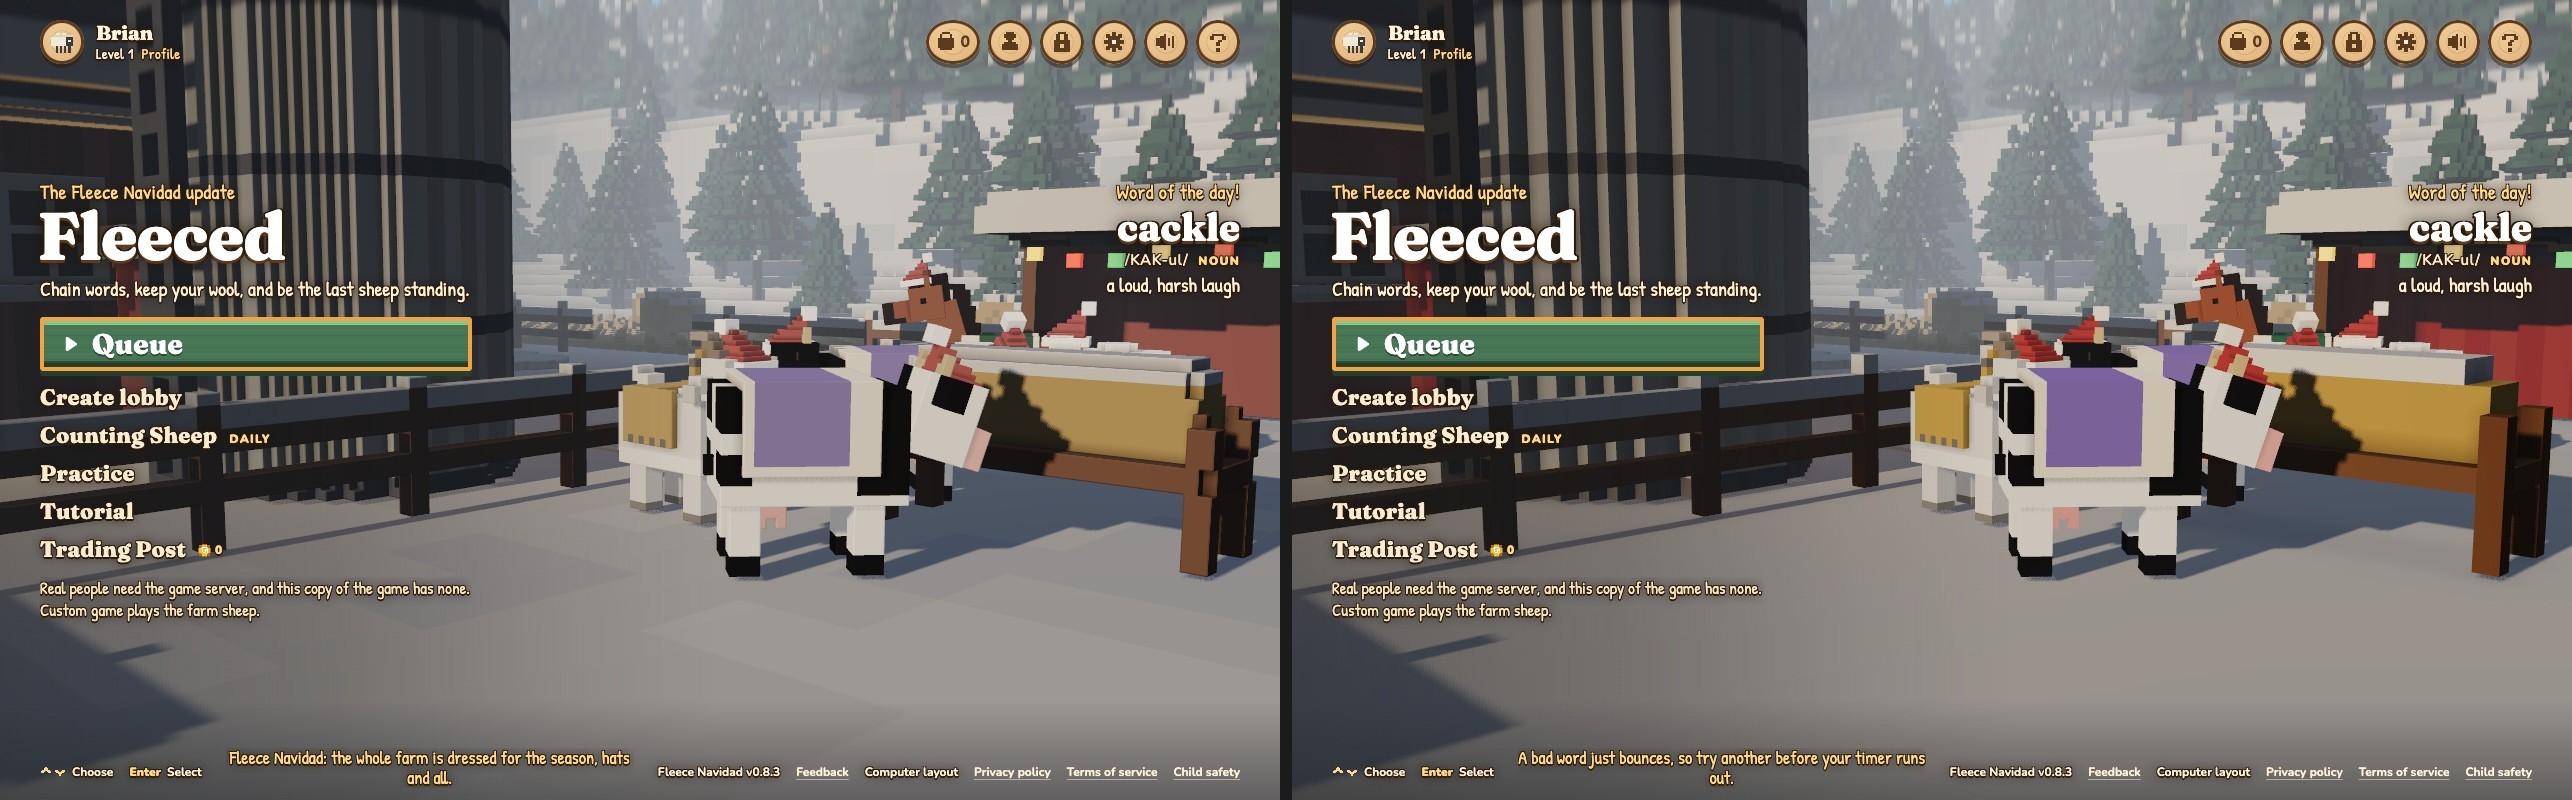 Brian
Level 1 Profile
0
The Fleece Navidad update
Fleeced
Chain words, keep your wool, and be the last sheep standing.
Queue
Create lobby
Counting Sheep DAILY
Practice
Tutorial
Trading Post 0
Real people need the game server, and this copy of the game has none.
Custom game plays the farm sheep.
Word of the day!
cackle
/KAK-ul/ NOUN
a loud, harsh laugh
Choose Enter Select
Fleece Navidad: the whole farm is dressed for the season, hats
and all.
Fleece Navidad v0.8.3 Feedback Computer layout Privacy policy Terms of service Child safety
Brian
Level 1 Profile
0
The Fleece Navidad update
Fleeced
Chain words, keep your wool, and be the last sheep standing.
Queue
Create lobby
Counting Sheep DAILY
Practice
Tutorial
Trading Post 0
Real people need the game server, and this copy of the game has none.
Custom game plays the farm sheep.
Word of the day!
cackle
/KAK-ul/ NOUN
a loud, harsh laugh
Choose Enter Select
A bad word just bounces, so try another before your timer runs
out.
Fleece Navidad v0.8.3 Feedback Computer layout Privacy policy Terms of service Child safety